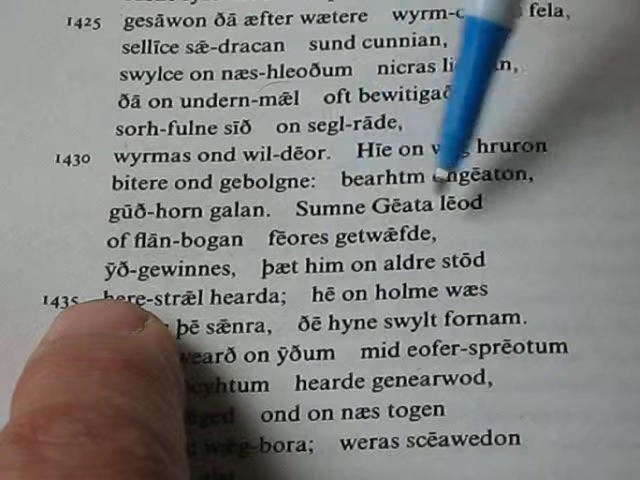 1425 gesāwon ðā æfter wætere wyrm- fela,
sellīce sǣ-dracan sund cunnian,
swylce on næs-hleoðum nicras
ðā on undern-mǣl oft bewitigað
sorh-fulne sīð on segl-rāde,
1430 wyrmas ond wil-dēor. Hīe on hruron
bitere ond gebolgne: bearhtm ongēaton,
gūð-horn galan. Sumne Gēata lēod
of flān-bogan fēores getwǣfde,
ȳð-gewinnes, þæt him on aldre stōd
1435 here-strǣl hearda; hē on holme wæs
þē sǣnra, ðē hyne swylt fornam.
wearð on ȳðum mid eofer-sprēotum
hearde genearwod,
ond on næs togen
wǣg-bora; weras scēawedon